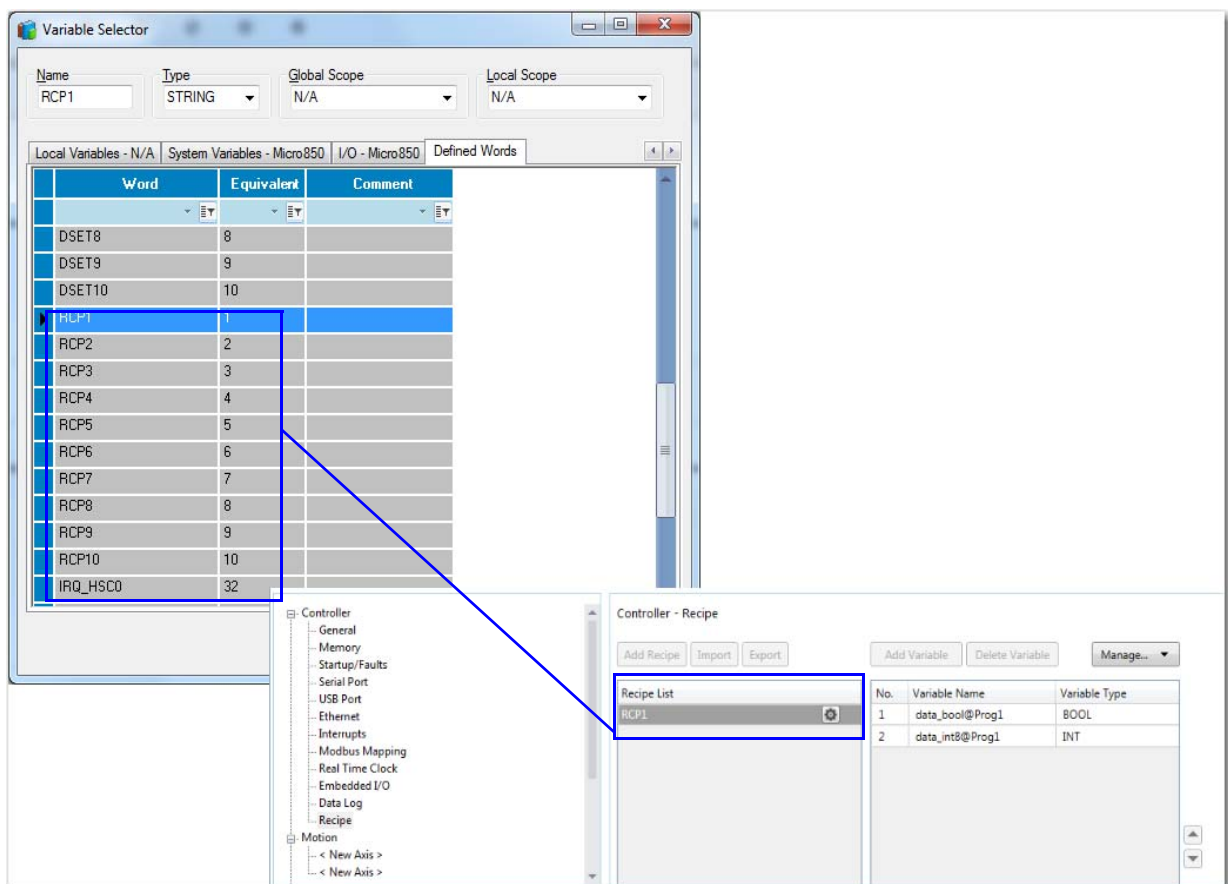 Variable Selector
Name Type Global Scope Local Scope
RCP1 STRING N/A N/A
Local Variables - N/A System Variables - Micro850 I/O - Micro850 Defined Words
Word Equivalent Comment
DSET8 8
DSET9 9
DSET10 10
RCP1 1
RCP2 2
RCP3 3
RCP4 4
RCP5 5
RCP6 6
RCP7 7
RCP8 8
RCP9 9
RCP10 10
IRQ_HSC0 32
Controller
General
Memory
Startup/Faults
Serial Port
USB Port
Ethernet
Interrupts
Modbus Mapping
Real Time Clock
Embedded I/O
Data Log
Recipe
Motion
< New Axis >
< New Axis >
Controller - Recipe
Add Recipe Import Export Add Variable Delete Variable Manage...
Recipe List
RCP1
No. Variable Name Variable Type
1 data_bool@Prog1 BOOL
2 data_int8@Prog1 INT